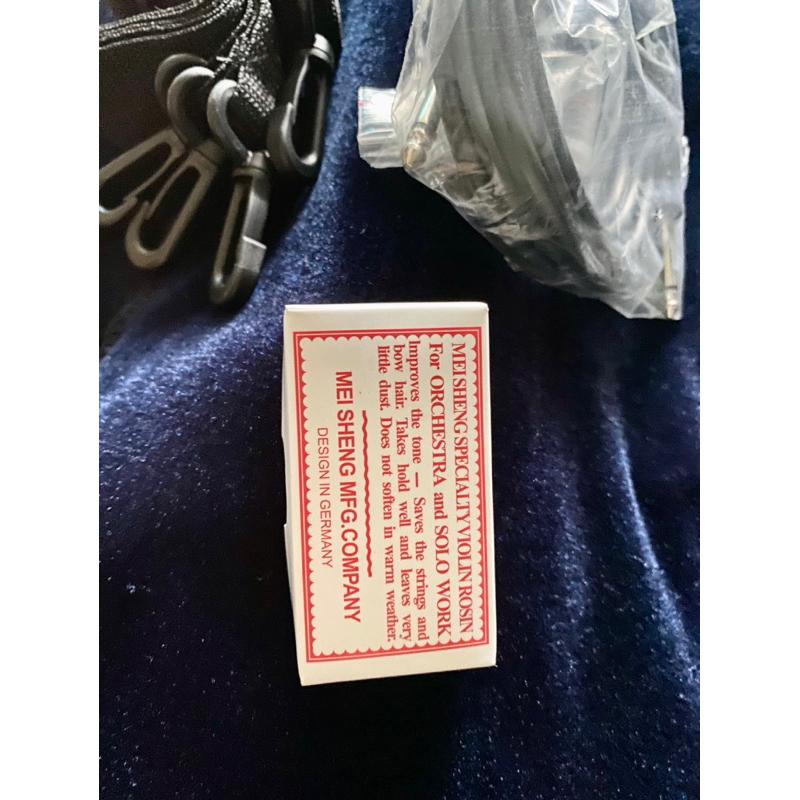 MEI SHENG SPECIALTY VIOLIN ROSIN
For ORCHESTRA and SOLO WORK
Improves the tone — Saves the strings and
bow hair. Takes hold well and leaves very
little dust. Does not soften in warm weather.
MEI SHENG MFG.COMPANY
DESIGN IN GERMANY